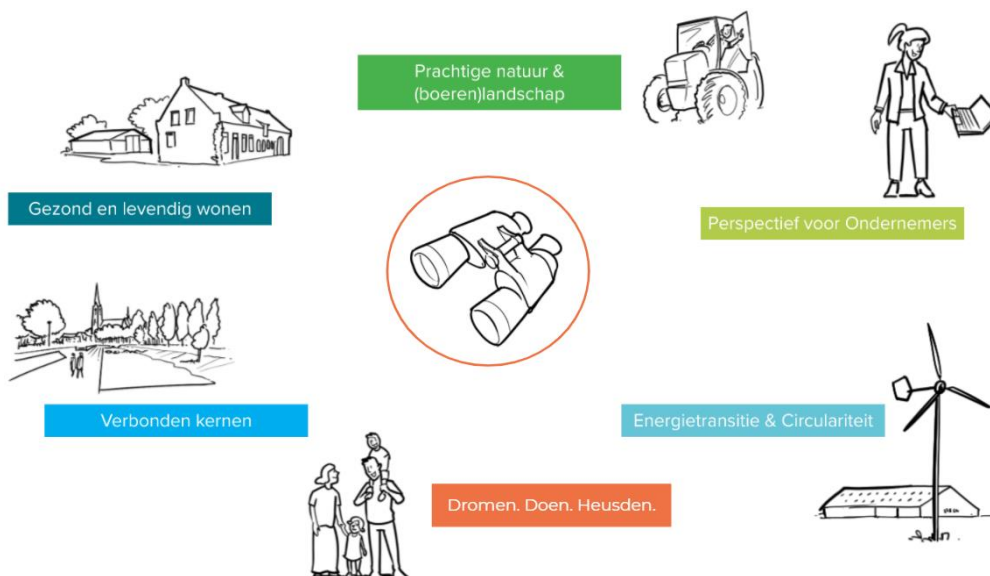 Prachtige natuur &
(boeren)landschap
Gezond en levendig wonen
Perspectief voor Ondernemers
Verbonden kernen
Energietransitie & Circulariteit
Dromen. Doen. Heusden.